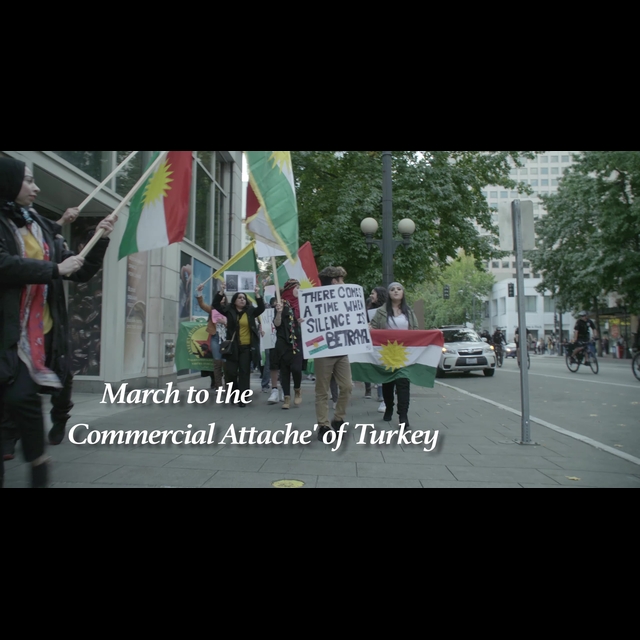 THERE COMES
A TIME WHEN
SILENCE IS
BETRAYAL
March to the
Commercial Attache' of Turkey